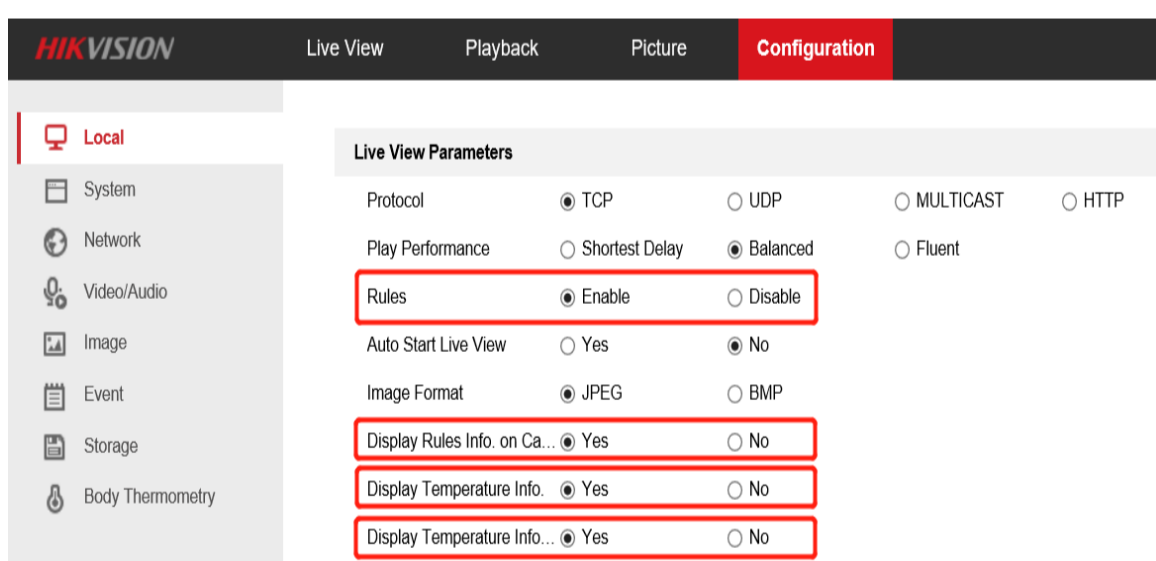 HIKVISION Live View Playback Picture Configuration
Local
System
Network
Video/Audio
Image
Event
Storage
Body Thermometry
Live View Parameters
Protocol TCP UDP MULTICAST HTTP
Play Performance Shortest Delay Balanced Fluent
Rules Enable Disable
Auto Start Live View Yes No
Image Format JPEG BMP
Display Rules Info. on Ca... Yes No
Display Temperature Info. Yes No
Display Temperature Info... Yes No